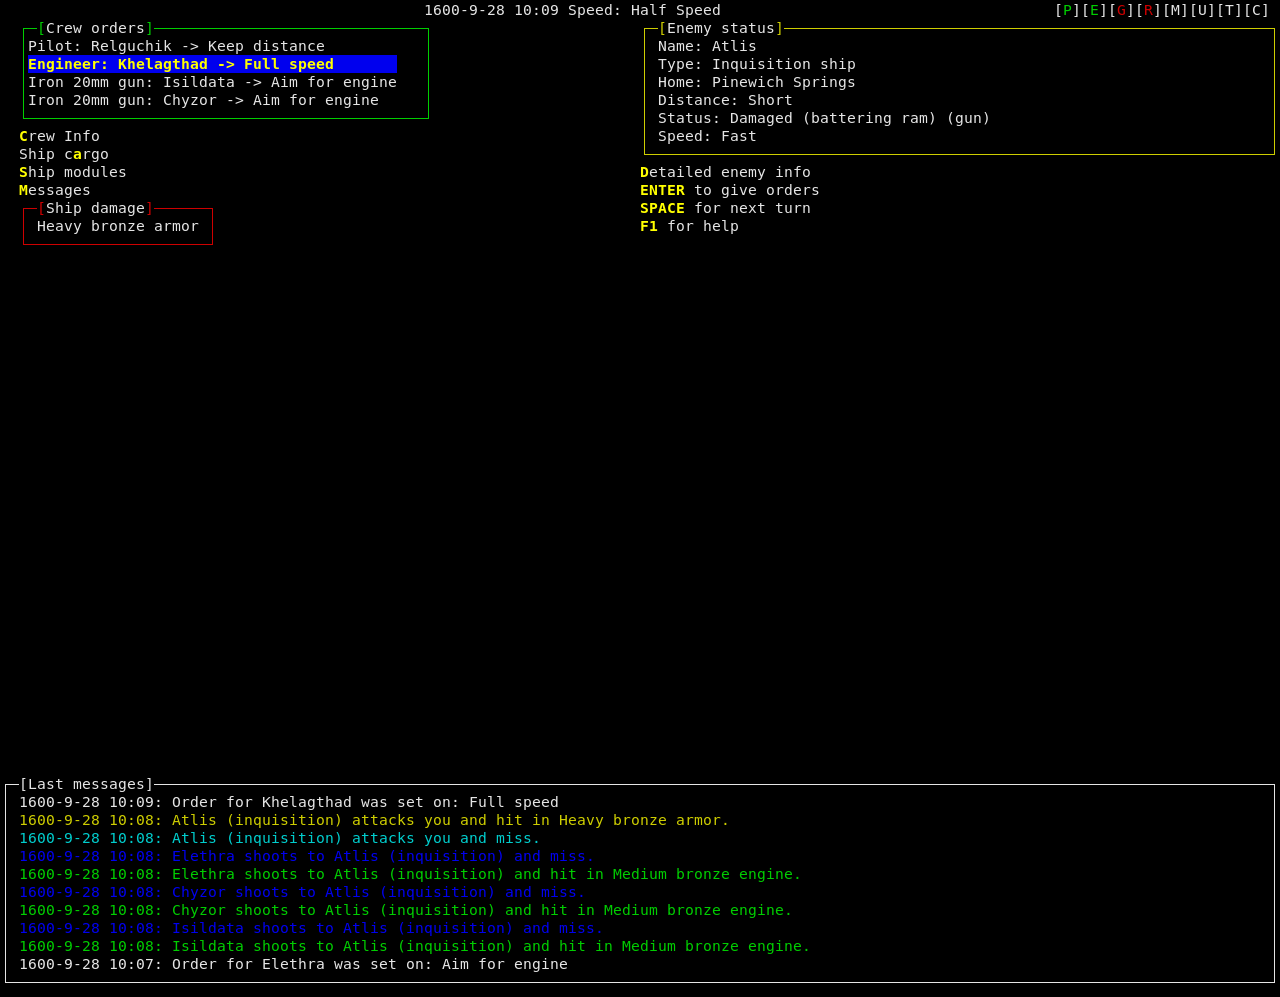 1600-9-28 10:09 Speed: Half Speed [P][E][G][R][M][U][T][C]
[Crew orders]
Pilot: Relguchik -> Keep distance
Engineer: Khelagthad -> Full speed
Iron 20mm gun: Isildata -> Aim for engine
Iron 20mm gun: Chyzor -> Aim for engine
Crew Info
Ship cargo
Ship modules
Messages
[Ship damage]
Heavy bronze armor
[Enemy status]
Name: Atlis
Type: Inquisition ship
Home: Pinewich Springs
Distance: Short
Status: Damaged (battering ram) (gun)
Speed: Fast
Detailed enemy info
ENTER to give orders
SPACE for next turn
F1 for help
[Last messages]
1600-9-28 10:09: Order for Khelagthad was set on: Full speed
1600-9-28 10:08: Atlis (inquisition) attacks you and hit in Heavy bronze armor.
1600-9-28 10:08: Atlis (inquisition) attacks you and miss.
1600-9-28 10:08: Elethra shoots to Atlis (inquisition) and miss.
1600-9-28 10:08: Elethra shoots to Atlis (inquisition) and hit in Medium bronze engine.
1600-9-28 10:08: Chyzor shoots to Atlis (inquisition) and miss.
1600-9-28 10:08: Chyzor shoots to Atlis (inquisition) and hit in Medium bronze engine.
1600-9-28 10:08: Isildata shoots to Atlis (inquisition) and miss.
1600-9-28 10:08: Isildata shoots to Atlis (inquisition) and hit in Medium bronze engine.
1600-9-28 10:07: Order for Elethra was set on: Aim for engine